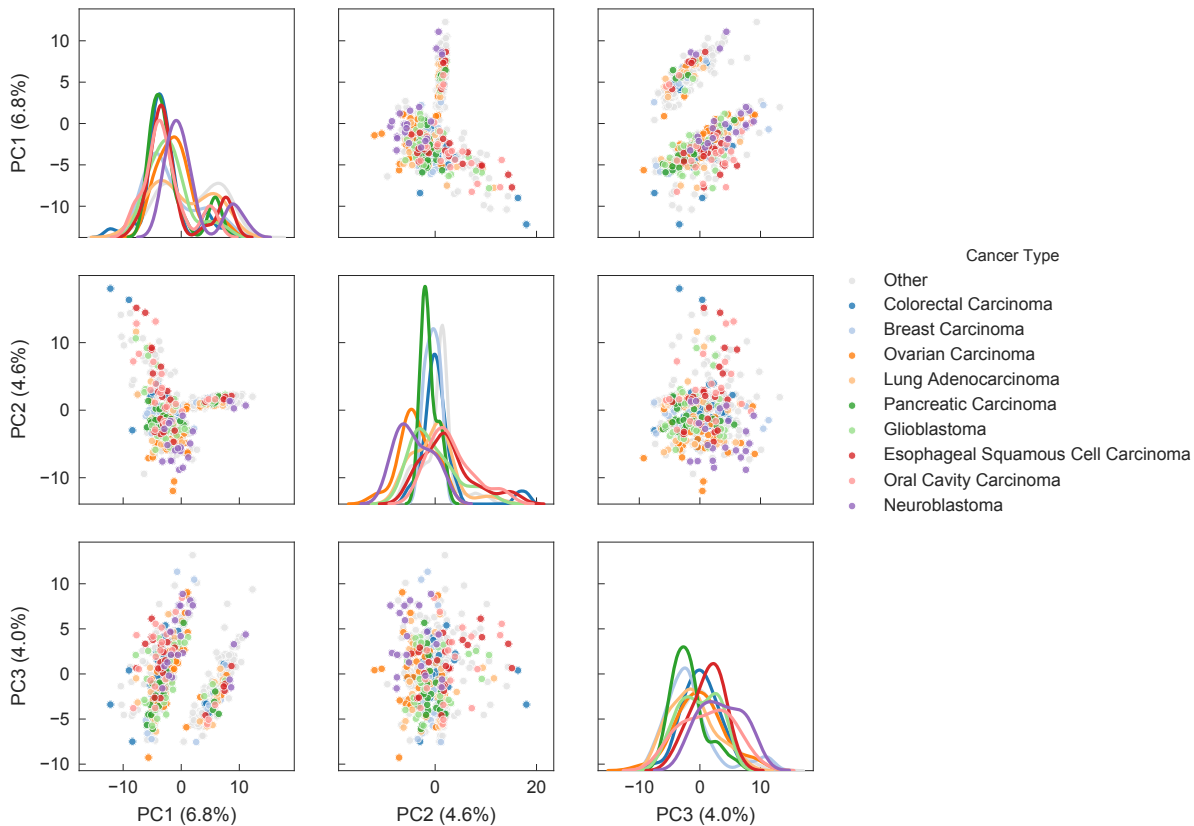 PC1 (6.8%)
10
5
0
−5
−10
PC2 (4.6%)
10
0
−10
PC3 (4.0%)
10
5
0
−5
−10
−10
0
10
PC1 (6.8%)
0
20
PC2 (4.6%)
−10
0
10
PC3 (4.0%)
Cancer Type
Other
Colorectal Carcinoma
Breast Carcinoma
Ovarian Carcinoma
Lung Adenocarcinoma
Pancreatic Carcinoma
Glioblastoma
Esophageal Squamous Cell Carcinoma
Oral Cavity Carcinoma
Neuroblastoma